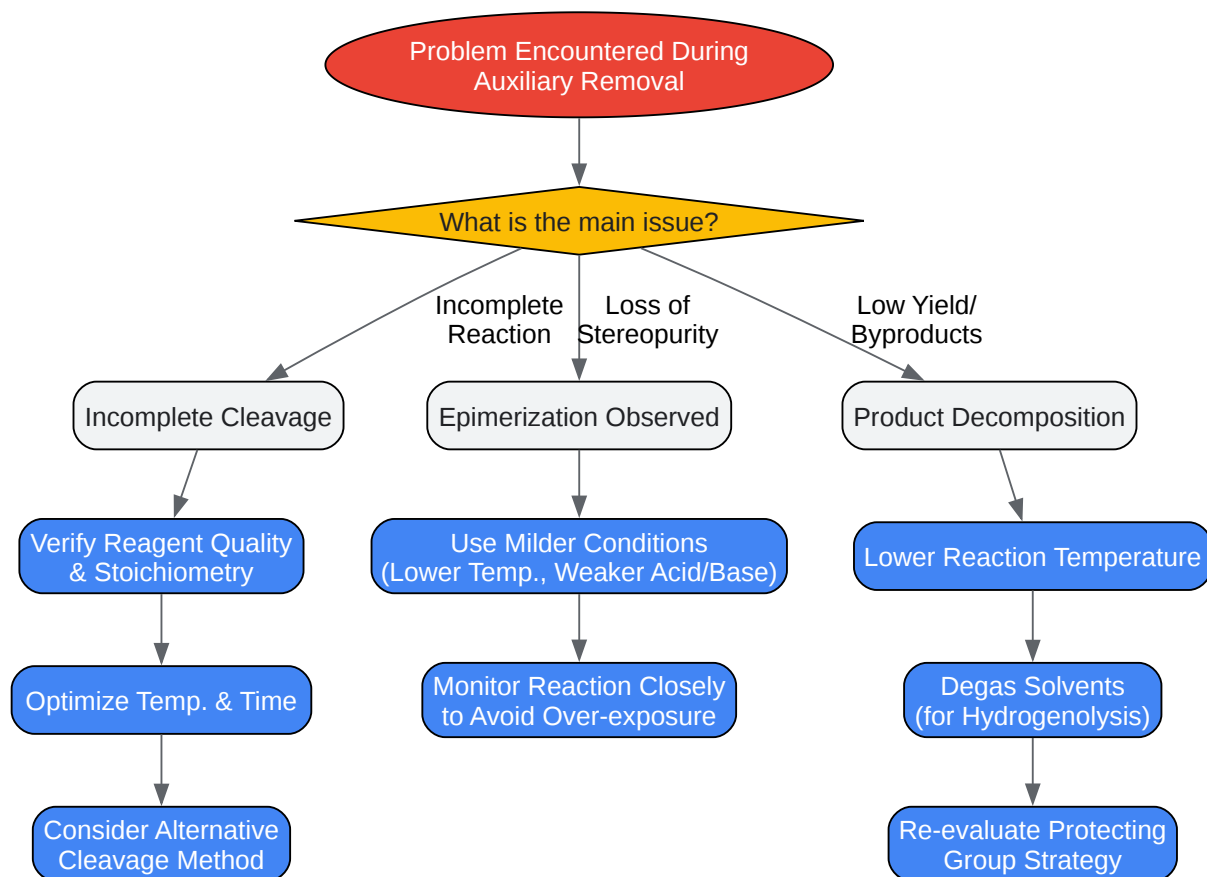 Problem Encountered During
Auxiliary Removal
What is the main issue?
Incomplete
Reaction
Loss of
Stereopurity
Low Yield/
Byproducts
Incomplete Cleavage
Epimerization Observed
Product Decomposition
Verify Reagent Quality
& Stoichiometry
Use Milder Conditions
(Lower Temp., Weaker Acid/Base)
Lower Reaction Temperature
Optimize Temp. & Time
Monitor Reaction Closely
to Avoid Over-exposure
Degas Solvents
(for Hydrogenolysis)
Consider Alternative
Cleavage Method
Re-evaluate Protecting
Group Strategy